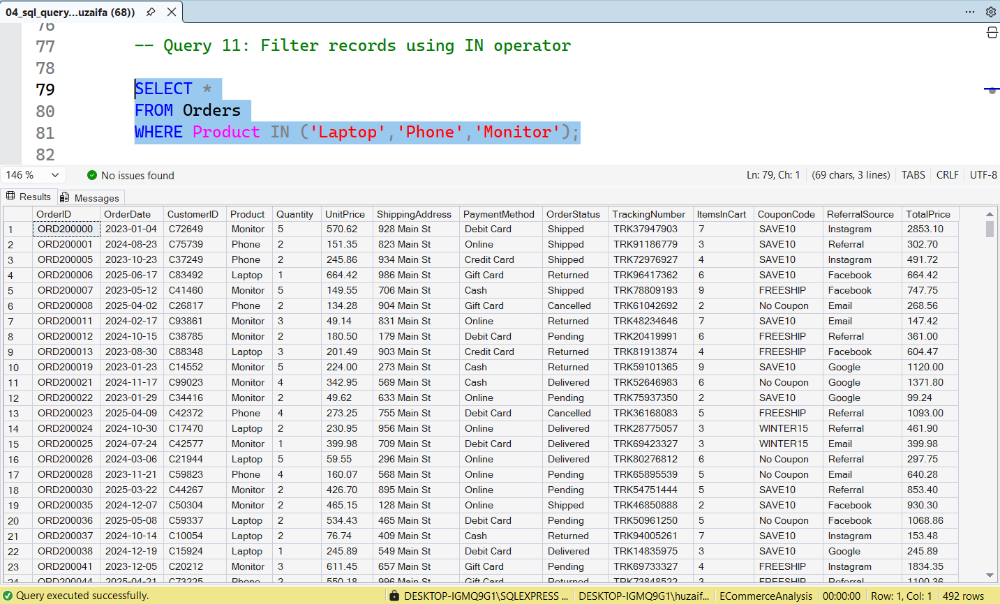 04_sql_query...uzaifa (68))
76
77 -- Query 11: Filter records using IN operator
78
79 SELECT *
80 FROM Orders
81 WHERE Product IN ('Laptop','Phone','Monitor');
82
146 % No issues found Ln: 79, Ch: 1 (69 chars, 3 lines) TABS CRLF UTF-8
Results Messages
OrderID OrderDate CustomerID Product Quantity UnitPrice ShippingAddress PaymentMethod OrderStatus TrackingNumber ItemsInCart CouponCode ReferralSource TotalPrice
1 ORD200000 2023-01-04 C72649 Monitor 5 570.62 928 Main St Debit Card Shipped TRK37947903 7 SAVE10 Instagram 2853.10
2 ORD200001 2024-08-23 C75739 Phone 2 151.35 823 Main St Online Shipped TRK91186779 3 SAVE10 Referral 302.70
3 ORD200005 2023-10-23 C37249 Phone 2 245.86 934 Main St Credit Card Shipped TRK72976927 4 SAVE10 Instagram 491.72
4 ORD200006 2025-06-17 C83492 Laptop 1 664.42 986 Main St Gift Card Returned TRK96417362 6 SAVE10 Facebook 664.42
5 ORD200007 2023-05-12 C41460 Monitor 5 149.55 706 Main St Cash Shipped TRK78809193 9 FREESHIP Facebook 747.75
6 ORD200008 2025-04-02 C26817 Phone 2 134.28 904 Main St Gift Card Cancelled TRK61042692 2 No Coupon Email 268.56
7 ORD200011 2024-02-17 C93861 Monitor 3 49.14 831 Main St Online Returned TRK48234646 7 SAVE10 Email 147.42
8 ORD200012 2024-10-15 C38785 Monitor 2 180.50 179 Main St Debit Card Pending TRK20419991 6 FREESHIP Referral 361.00
9 ORD200013 2023-08-30 C88348 Laptop 3 201.49 903 Main St Credit Card Returned TRK81913874 4 FREESHIP Facebook 604.47
10 ORD200019 2023-01-23 C14552 Monitor 5 224.00 273 Main St Cash Returned TRK59101365 9 SAVE10 Google 1120.00
11 ORD200021 2024-11-17 C99023 Monitor 4 342.95 569 Main St Cash Delivered TRK52646983 6 No Coupon Google 1371.80
12 ORD200022 2023-01-29 C34416 Monitor 2 49.62 633 Main St Online Pending TRK75937350 2 SAVE10 Google 99.24
13 ORD200023 2025-04-09 C42372 Phone 4 273.25 755 Main St Debit Card Cancelled TRK36168083 5 FREESHIP Referral 1093.00
14 ORD200024 2024-10-30 C17470 Laptop 2 230.95 956 Main St Online Delivered TRK28775057 3 WINTER15 Referral 461.90
15 ORD200025 2024-07-24 C42577 Monitor 1 399.98 709 Main St Debit Card Delivered TRK69423327 3 WINTER15 Email 399.98
16 ORD200026 2024-03-06 C21944 Laptop 5 59.55 296 Main St Online Delivered TRK80276812 6 No Coupon Referral 297.75
17 ORD200028 2023-11-21 C59823 Phone 4 160.07 568 Main St Online Pending TRK65895539 5 No Coupon Email 640.28
18 ORD200030 2025-03-22 C44267 Monitor 2 426.70 895 Main St Online Pending TRK54751444 5 SAVE10 Referral 853.40
19 ORD200035 2024-12-07 C50304 Monitor 2 465.15 128 Main St Online Shipped TRK46850888 2 SAVE10 Facebook 930.30
20 ORD200036 2025-05-08 C59337 Laptop 2 534.43 465 Main St Debit Card Pending TRK50961250 5 No Coupon Facebook 1068.86
21 ORD200037 2024-10-14 C10054 Laptop 2 76.74 409 Main St Cash Returned TRK94005261 7 SAVE10 Instagram 153.48
22 ORD200038 2024-12-19 C15924 Laptop 1 245.89 549 Main St Debit Card Delivered TRK14835975 3 SAVE10 Google 245.89
23 ORD200041 2023-12-05 C20212 Monitor 3 611.45 657 Main St Gift Card Pending TRK69733327 4 FREESHIP Instagram 1834.35
24 ORD200044 2025-04-21 C73225 Phone 2 550.18 996 Main St Gift Card Returned TRK73848522 3 FREESHIP Referral 1100.36
Query executed successfully. DESKTOP-IGMQ9G1\SQLEXPRESS ... DESKTOP-IGMQ9G1\huzaif... ECommerceAnalysis 00:00:00 Row: 1, Col: 1 492 rows